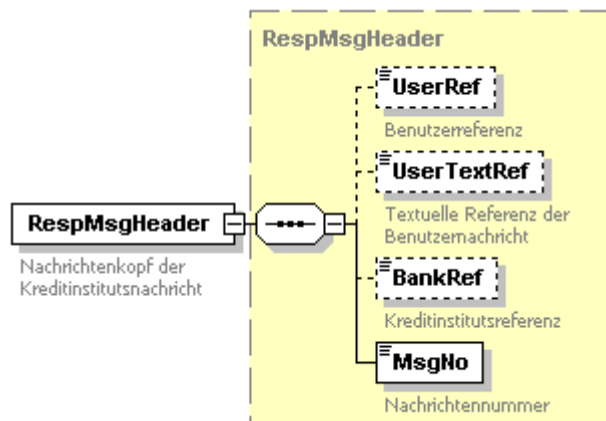 RespMsgHeader
UserRef
Benutzerreferenz
UserTextRef
Textuelle Referenz der
Benutzernachricht
RespMsgHeader
Nachrichtenkopf der
Kreditinstitutsnachricht
BankRef
Kreditinstitutsreferenz
MsgNo
Nachrichtennummer